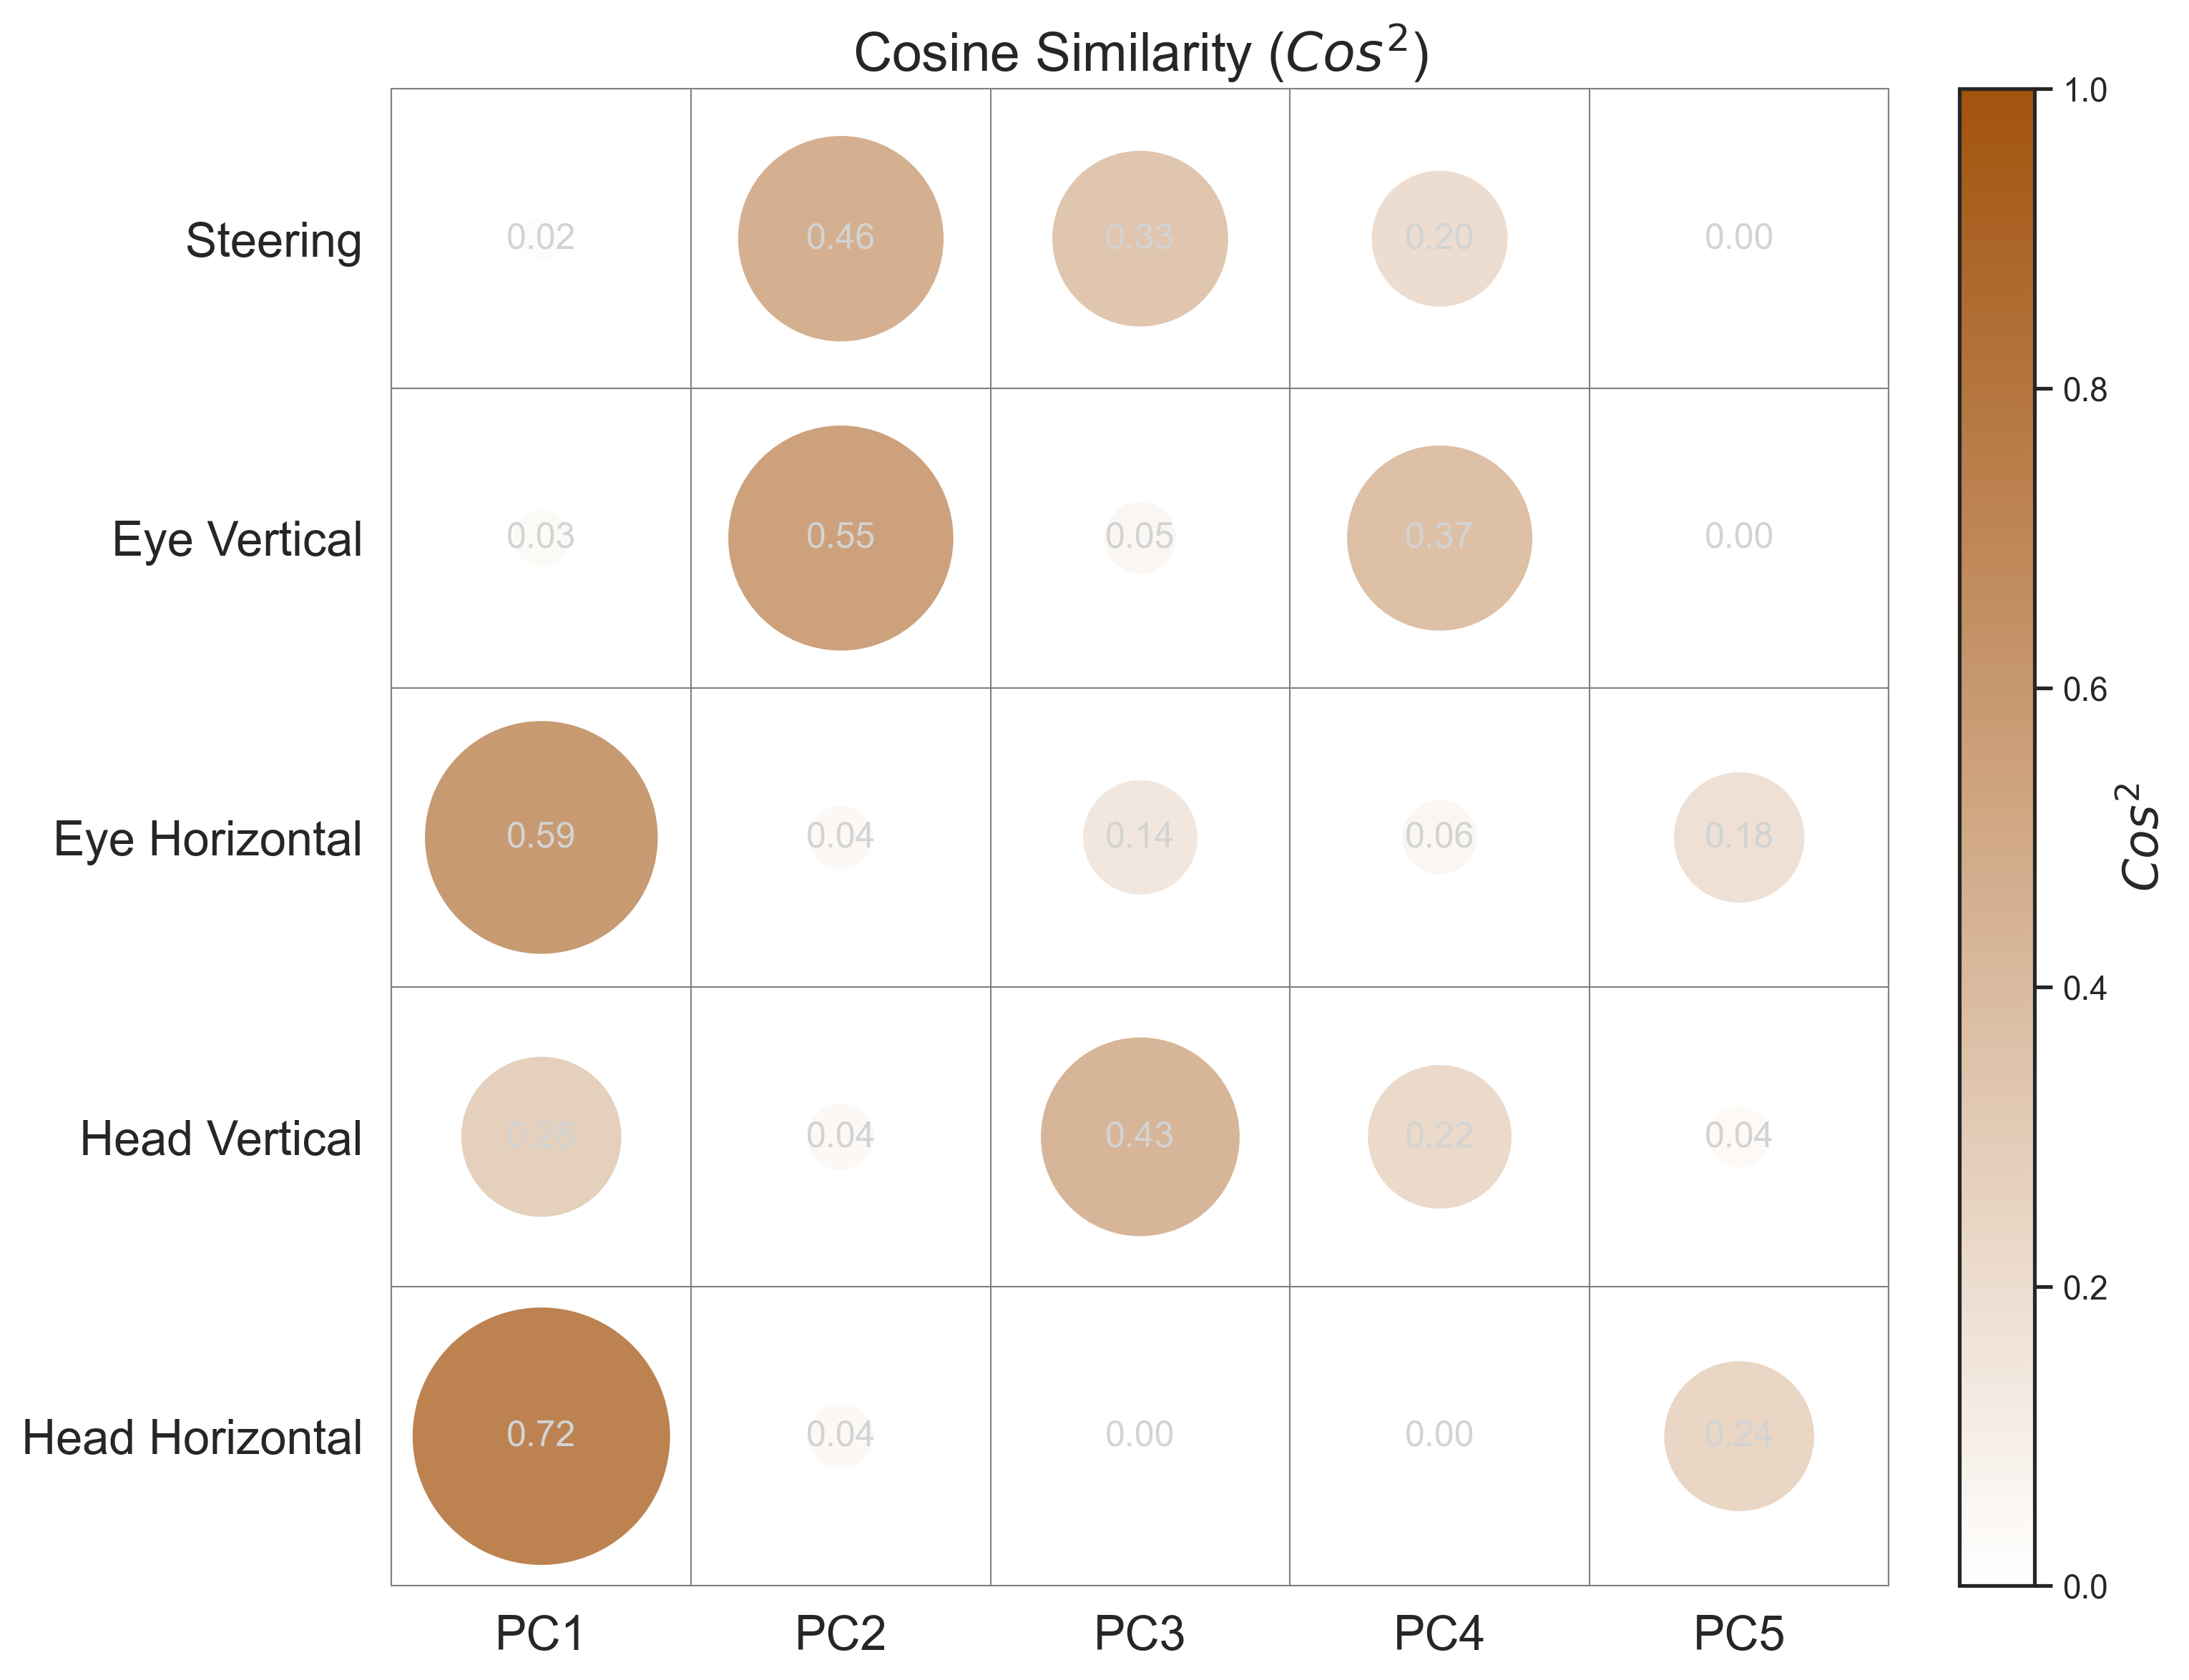 Cosine Similarity (Cos²)
Steering 0.02 0.46 0.33 0.20 0.00
Eye Vertical 0.03 0.55 0.05 0.37 0.00
Eye Horizontal 0.59 0.04 0.14 0.06 0.18
Head Vertical 0.28 0.04 0.43 0.22 0.04
Head Horizontal 0.72 0.04 0.00 0.00 0.24
PC1 PC2 PC3 PC4 PC5
1.0
0.8
0.6
0.4
0.2
0.0
Cos²